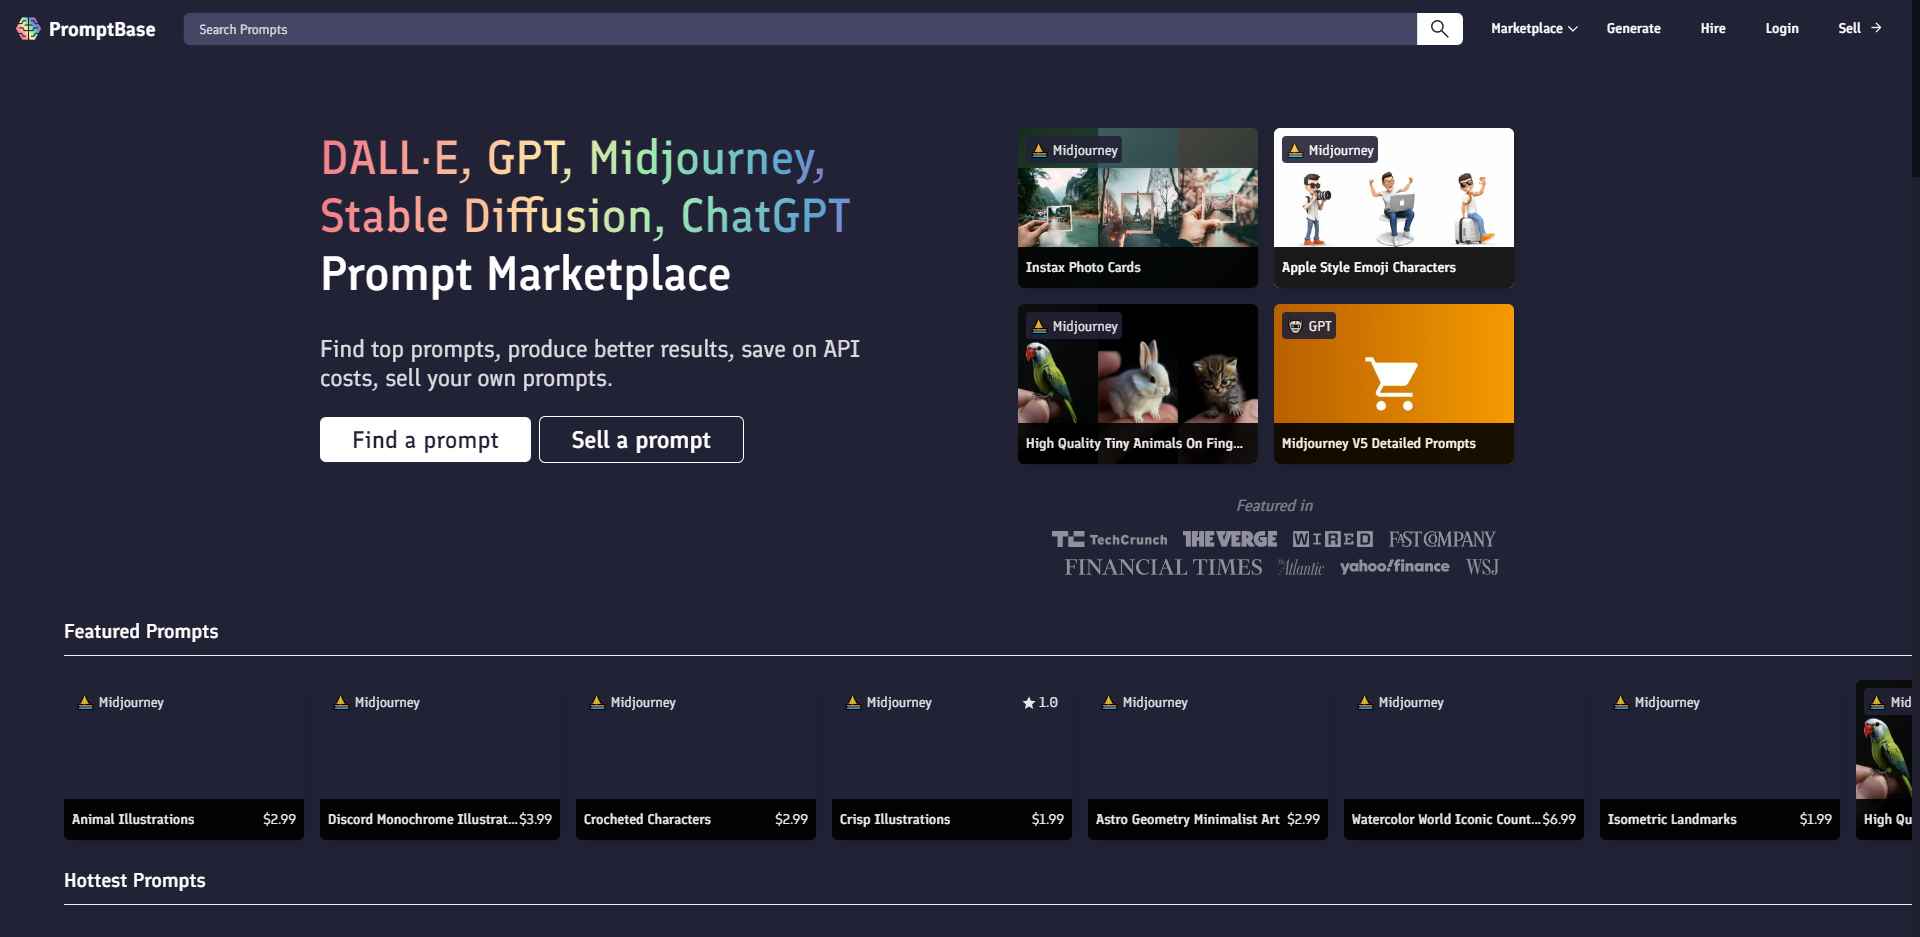 PromptBase
Search Prompts
Marketplace
Generate
Hire
Login
Sell
DALL·E, GPT, Midjourney,
Stable Diffusion, ChatGPT
Prompt Marketplace
Find top prompts, produce better results, save on API
costs, sell your own prompts.
Find a prompt
Sell a prompt
Midjourney
Instax Photo Cards
Midjourney
Apple Style Emoji Characters
Midjourney
High Quality Tiny Animals On Fing...
GPT
Midjourney V5 Detailed Prompts
Featured in
TC TechCrunch
THE VERGE
WIRED
FAST COMPANY
FINANCIAL TIMES
The Atlantic
yahoo!finance
WSJ
Featured Prompts
Midjourney
Animal Illustrations $2.99
Midjourney
Discord Monochrome Illustrat... $3.99
Midjourney
Crocheted Characters $2.99
Midjourney
1.0
Crisp Illustrations $1.99
Midjourney
Astro Geometry Minimalist Art $2.99
Midjourney
Watercolor World Iconic Count... $6.99
Midjourney
Isometric Landmarks $1.99
Mid
High Qu
Hottest Prompts